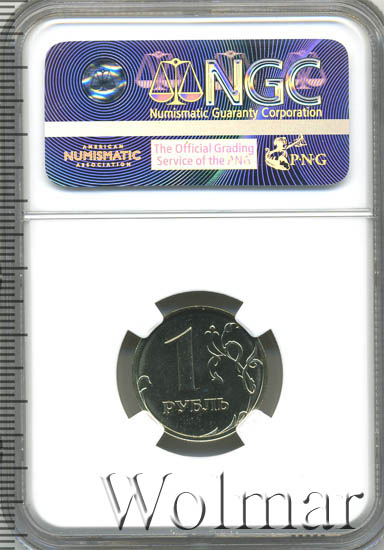 NGC
Numismatic Guaranty Corporation
AMERICAN
NUMISMATIC
ASSOCIATION
The Official Grading
Service of the PNG
PNG
1
РУБЛЬ
Wolmar